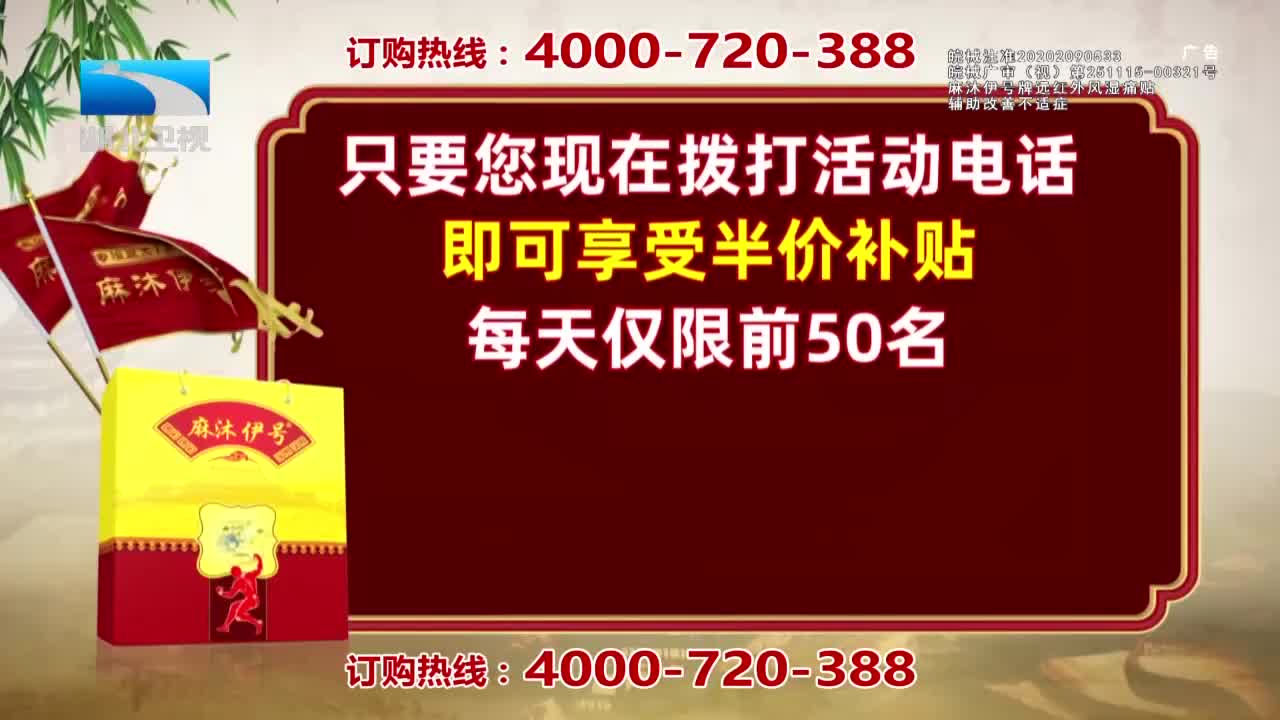 订购热线：4000-720-388
皖械注准20202090533
皖械广审（视）第251115-00321号
麻沐伊号牌远红外风湿痛贴
辅助改善不适症
广告
湖北卫视
只要您现在拨打活动电话
即可享受半价补贴
每天仅限前50名
麻沐伊号
麻沐伊号
订购热线：4000-720-388